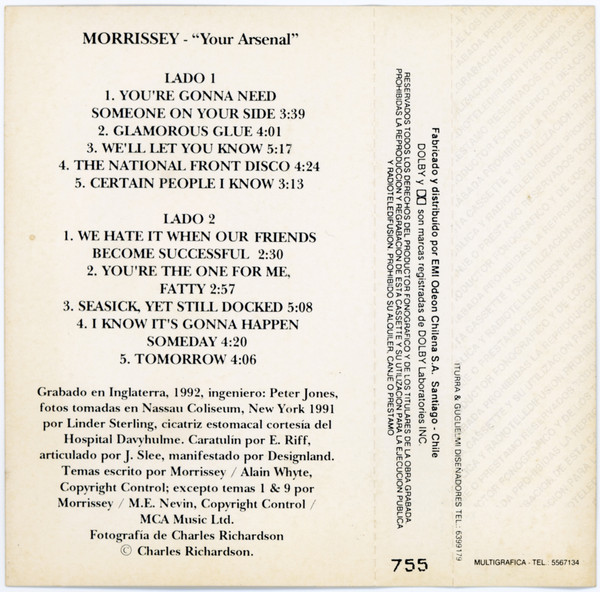 MORRISSEY - “Your Arsenal”
LADO 1
1. YOU'RE GONNA NEED
SOMEONE ON YOUR SIDE 3:39
2. GLAMOROUS GLUE 4:01
3. WE'LL LET YOU KNOW 5:17
4. THE NATIONAL FRONT DISCO 4:24
5. CERTAIN PEOPLE I KNOW 3:13
LADO 2
1. WE HATE IT WHEN OUR FRIENDS
BECOME SUCCESSFUL 2:30
2. YOU'RE THE ONE FOR ME,
FATTY 2:57
3. SEASICK, YET STILL DOCKED 5:08
4. I KNOW IT'S GONNA HAPPEN
SOMEDAY 4:20
5. TOMORROW 4:06
Grabado en Inglaterra, 1992, ingeniero: Peter Jones,
fotos tomadas en Nassau Coliseum, New York 1991
por Linder Sterling, cicatriz estomacal cortesía del
Hospital Davyhulme. Caratulín por E. Riff,
articulado por J. Slee, manifestado por Designland.
Temas escrito por Morrissey / Alain Whyte,
Copyright Control; excepto temas 1 & 9 por
Morrissey / M.E. Nevin, Copyright Control /
MCA Music Ltd.
Fotografía de Charles Richardson
© Charles Richardson.
Fabricado y distribuido por EMI Odeon Chilena S.A. Santiago - Chile
DOLBY y son marcas registradas de DOLBY Laboratories INC.
RESERVADOS TODOS LOS DERECHOS DEL PRODUCTOR FONOGRAFICO Y DE LOS TITULARES DE LA OBRA GRABADA
PROHIBIDAS LA REPRODUCCION Y REGRABACION DE ESTA CASSETTE Y SU UTILIZACION PARA LA EJECUCION PUBLICA
Y RADIOTELEDIFUSION. PROHIBIDO SU ALQUILER, CANJE O PRESTAMO
755
ITURRA & GUGLIELMI DISEÑADORES TEL.: 6399179
MULTIGRAFICA - TEL.: 5567134